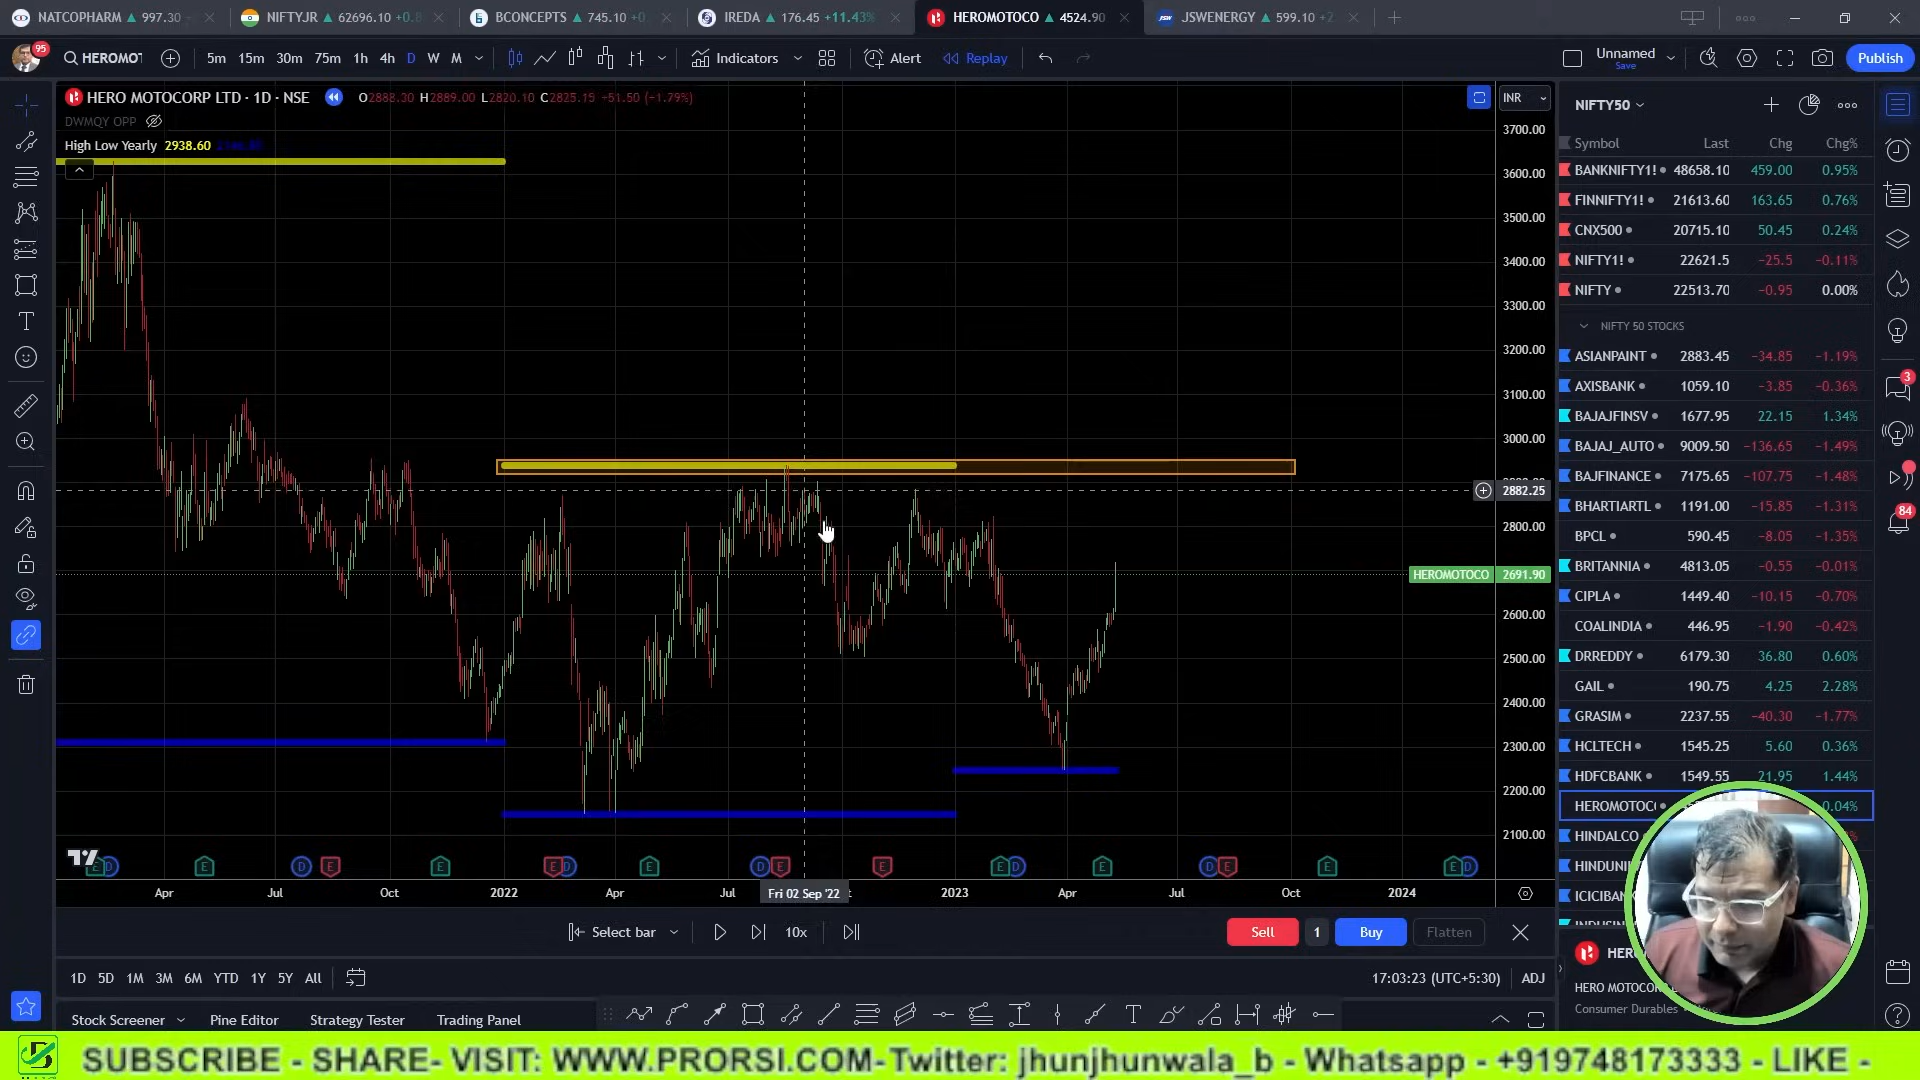 NATCOPHARM 997.30
NIFTYJR 62696.10 +0.8
BCONCEPTS 745.10 +0
IREDA 176.45 +11.43%
HEROMOTOCO 4524.90
JSWENERGY 599.10 +2
95 HEROMOT 5m 15m 30m 75m 1h 4h D W M Indicators Alert Replay Unnamed Save Publish
HERO MOTOCORP LTD · 1D · NSE O2888.30 H2889.00 L2820.10 C2825.15 −51.50 (−1.79%) INR
DWMQY OPP
High Low Yearly 2938.60
3700.00
3600.00
3500.00
3400.00
3300.00
3200.00
3100.00
3000.00
2882.25
2800.00
HEROMOTOCO 2691.90
2600.00
2500.00
2400.00
2300.00
2200.00
2100.00
Apr Jul Oct 2022 Apr Jul Fri 02 Sep '22 2023 Apr Jul Oct 2024
Select bar 10x Sell 1 Buy Flatten
1D 5D 1M 3M 6M YTD 1Y 5Y All 17:03:23 (UTC+5:30) ADJ
Stock Screener Pine Editor Strategy Tester Trading Panel
NIFTY50
Symbol Last Chg Chg%
BANKNIFTY1! 48658.10 459.00 0.95%
FINNIFTY1! 21613.60 163.65 0.76%
CNX500 20715.10 50.45 0.24%
NIFTY1! 22621.5 −25.5 −0.11%
NIFTY 22513.70 −0.95 0.00%
NIFTY 50 STOCKS
ASIANPAINT 2883.45 −34.85 −1.19%
AXISBANK 1059.10 −3.85 −0.36%
BAJAJFINSV 1677.95 22.15 1.34%
BAJAJ_AUTO 9009.50 −136.65 −1.49%
BAJFINANCE 7175.65 −107.75 −1.48%
BHARTIARTL 1191.00 −15.85 −1.31%
BPCL 590.45 −8.05 −1.35%
BRITANNIA 4813.05 −0.55 −0.01%
CIPLA 1449.40 −10.15 −0.70%
COALINDIA 446.95 −1.90 −0.42%
DRREDDY 6179.30 36.80 0.60%
GAIL 190.75 4.25 2.28%
GRASIM 2237.55 −40.30 −1.77%
HCLTECH 1545.25 5.60 0.36%
HDFCBANK 1549.55 21.95 1.44%
HEROMOTOC 0.04%
HINDALCO
HINDUNI
ICICIBAN
HER
HERO MOTOCORP
Consumer Durables
3
84
SUBSCRIBE - SHARE- VISIT: WWW.PRORSI.COM-Twitter: jhunjhunwala_b - Whatsapp - +919748173333 - LIKE -